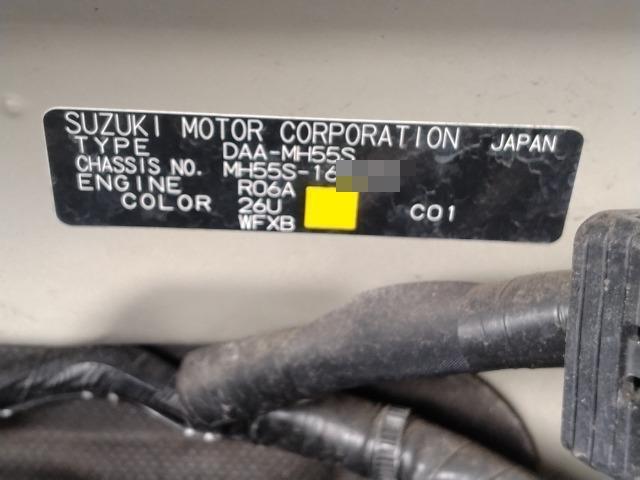 SUZUKI MOTOR CORPORATION JAPAN
TYPE DAA-MH55S
CHASSIS NO. MH55S-16
ENGINE R06A
COLOR 26U C01
WFXB